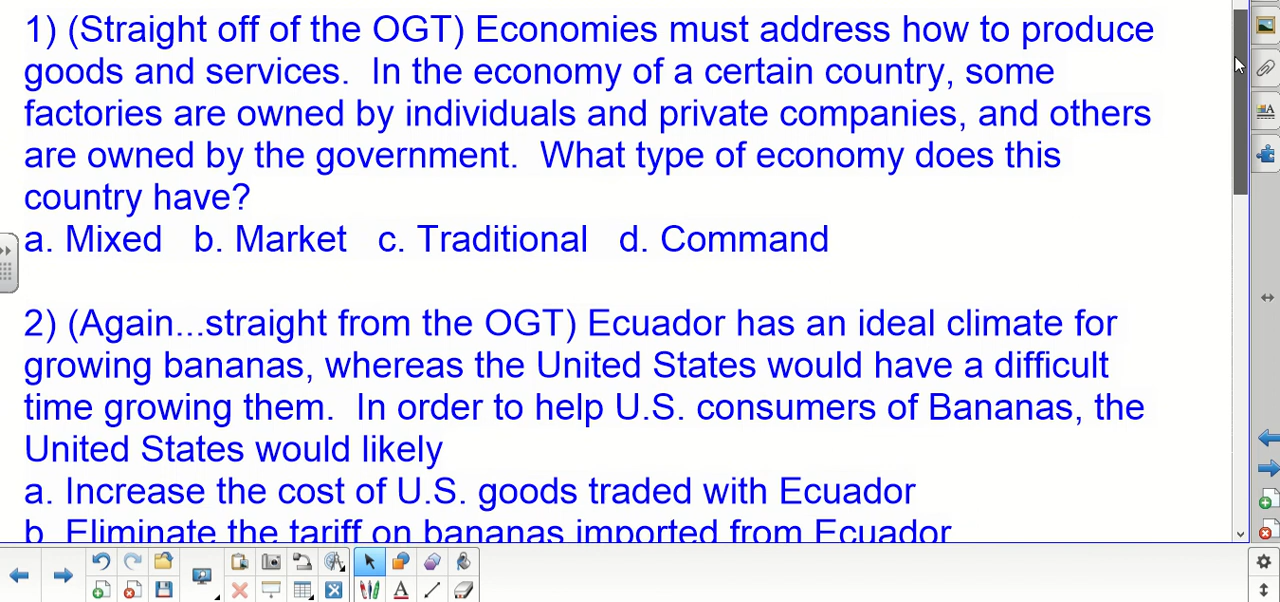 1) (Straight off of the OGT) Economies must address how to produce
goods and services.  In the economy of a certain country, some
factories are owned by individuals and private companies, and others
are owned by the government.  What type of economy does this
country have?
a. Mixed   b. Market   c. Traditional   d. Command
2) (Again...straight from the OGT) Ecuador has an ideal climate for
growing bananas, whereas the United States would have a difficult
time growing them.  In order to help U.S. consumers of Bananas, the
United States would likely
a. Increase the cost of U.S. goods traded with Ecuador
b. Eliminate the tariff on bananas imported from Ecuador